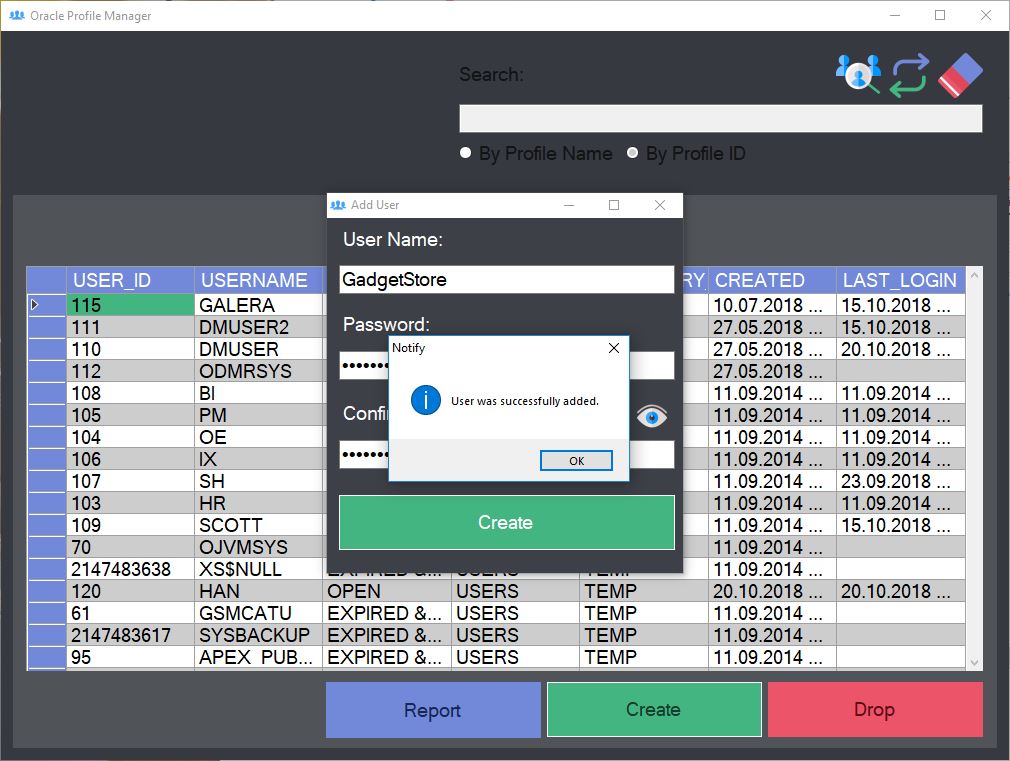 Oracle Profile Manager
Search:
By Profile Name By Profile ID
Add User
User Name:
GadgetStore
USER_ID USERNAME RY_ CREATED LAST_LOGIN
115 GALERA 10.07.2018 ... 15.10.2018 ...
111 DMUSER2 27.05.2018 ... 15.10.2018 ...
Password:
110 DMUSER 27.05.2018 ... 20.10.2018 ...
Notify
112 ODMRSYS 27.05.2018 ...
108 BI 11.09.2014 ... 11.09.2014 ...
User was successfully added.
105 PM 11.09.2014 ... 11.09.2014 ...
Confi
104 OE 11.09.2014 ... 11.09.2014 ...
106 IX 11.09.2014 ... 11.09.2014 ...
OK
107 SH 11.09.2014 ... 23.09.2018 ...
103 HR 11.09.2014 ... 11.09.2014 ...
109 SCOTT 11.09.2014 ... 15.10.2018 ...
Create
70 OJVMSYS 11.09.2014 ...
2147483638 XS$NULL EXPIRED &... USERS TEMP 11.09.2014 ...
120 HAN OPEN USERS TEMP 20.10.2018 ... 20.10.2018 ...
61 GSMCATU EXPIRED &... USERS TEMP 11.09.2014 ...
2147483617 SYSBACKUP EXPIRED &... USERS TEMP 11.09.2014 ...
95 APEX_PUB... EXPIRED &... USERS TEMP 11.09.2014 ...
Report Create Drop